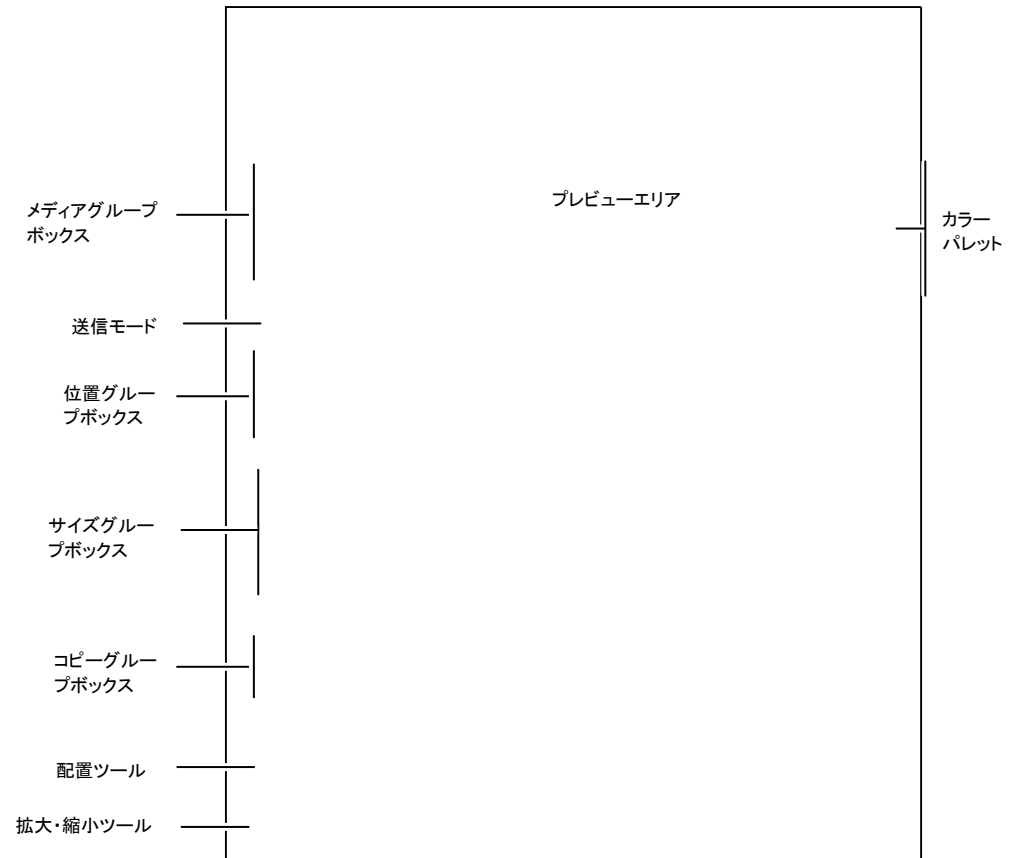 プレビューエリア
メディアグループ
ボックス
カラー
パレット
送信モード
位置グルー
プボックス
サイズグルー
プボックス
コピーグルー
プボックス
配置ツール
拡大・縮小ツール